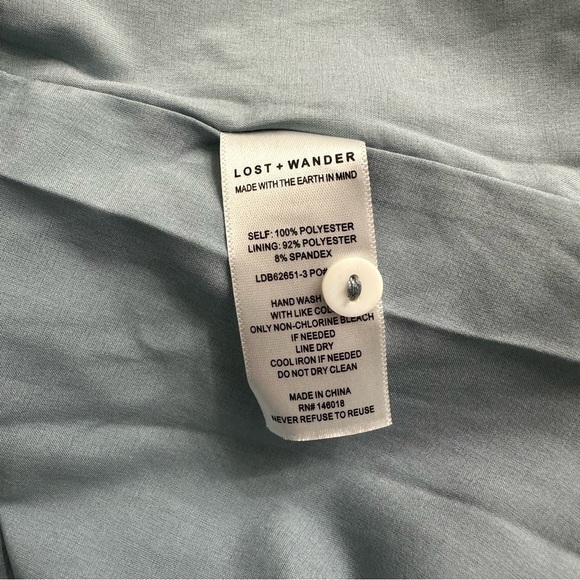 LOST + WANDER
MADE WITH THE EARTH IN MIND
SELF: 100% POLYESTER
LINING: 92% POLYESTER
8% SPANDEX
LDB62651-3 PO#
HAND WASH
WITH LIKE
ONLY NON-CHLORINE BLEACH
IF NEEDED
LINE DRY
COOL IRON IF NEEDED
DO NOT DRY CLEAN
MADE IN CHINA
RN# 146018
NEVER REFUSE TO REUSE